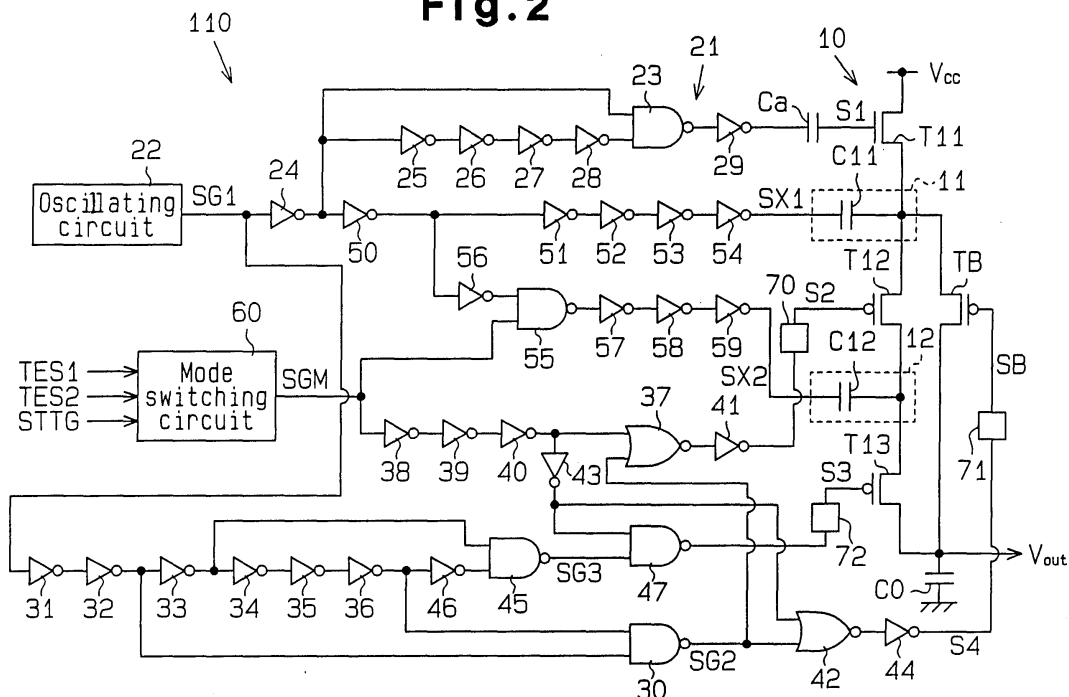 Fig.2
110
10
21
23
Vcc
Ca
S1
T11
29
25
26
27
28
C11
11
22
Oscillating
circuit
SG1
24
50
51
52
53
54
SX1
T12
TB
56
55
57
58
59
70
S2
C12
12
SX2
SB
60
TES1
TES2
STTG
Mode
switching
circuit
SGM
38
39
40
43
37
41
T13
71
S3
72
47
Vout
C0
31
32
33
34
35
36
46
45
SG3
30
SG2
42
44
S4